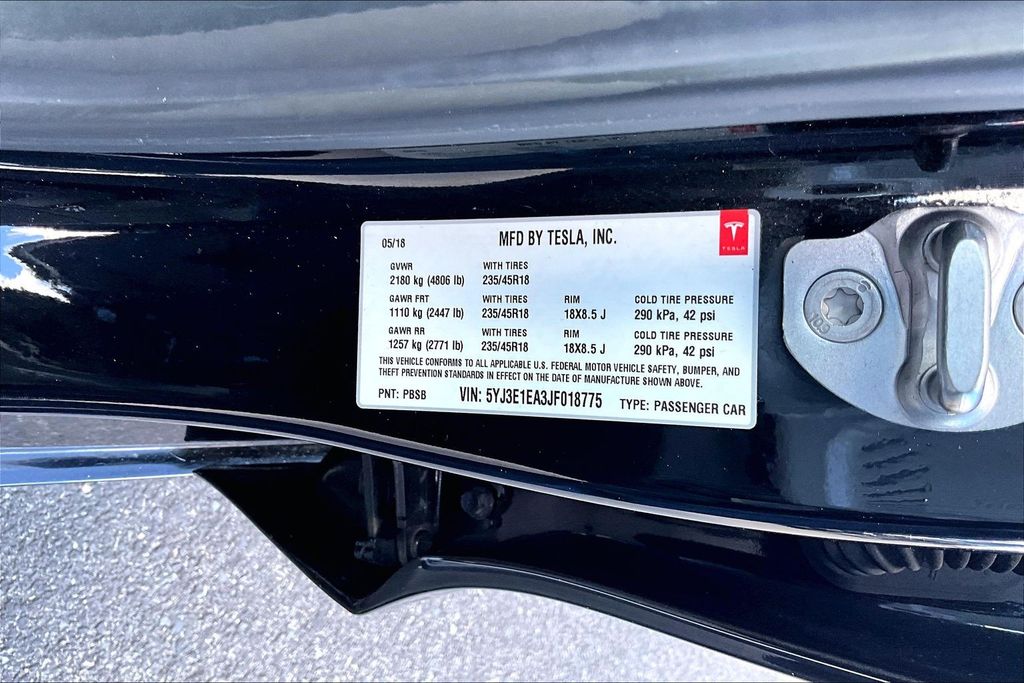 05/18 MFD BY TESLA, INC.
TESLA
GVWR WITH TIRES
2180 kg (4806 lb) 235/45R18
GAWR FRT WITH TIRES RIM COLD TIRE PRESSURE
1110 kg (2447 lb) 235/45R18 18X8.5 J 290 kPa, 42 psi
GAWR RR WITH TIRES RIM COLD TIRE PRESSURE
1257 kg (2771 lb) 235/45R18 18X8.5 J 290 kPa, 42 psi
THIS VEHICLE CONFORMS TO ALL APPLICABLE U.S. FEDERAL MOTOR VEHICLE SAFETY, BUMPER, AND
THEFT PREVENTION STANDARDS IN EFFECT ON THE DATE OF MANUFACTURE SHOWN ABOVE.
PNT: PBSB VIN: 5YJ3E1EA3JF018775 TYPE: PASSENGER CAR